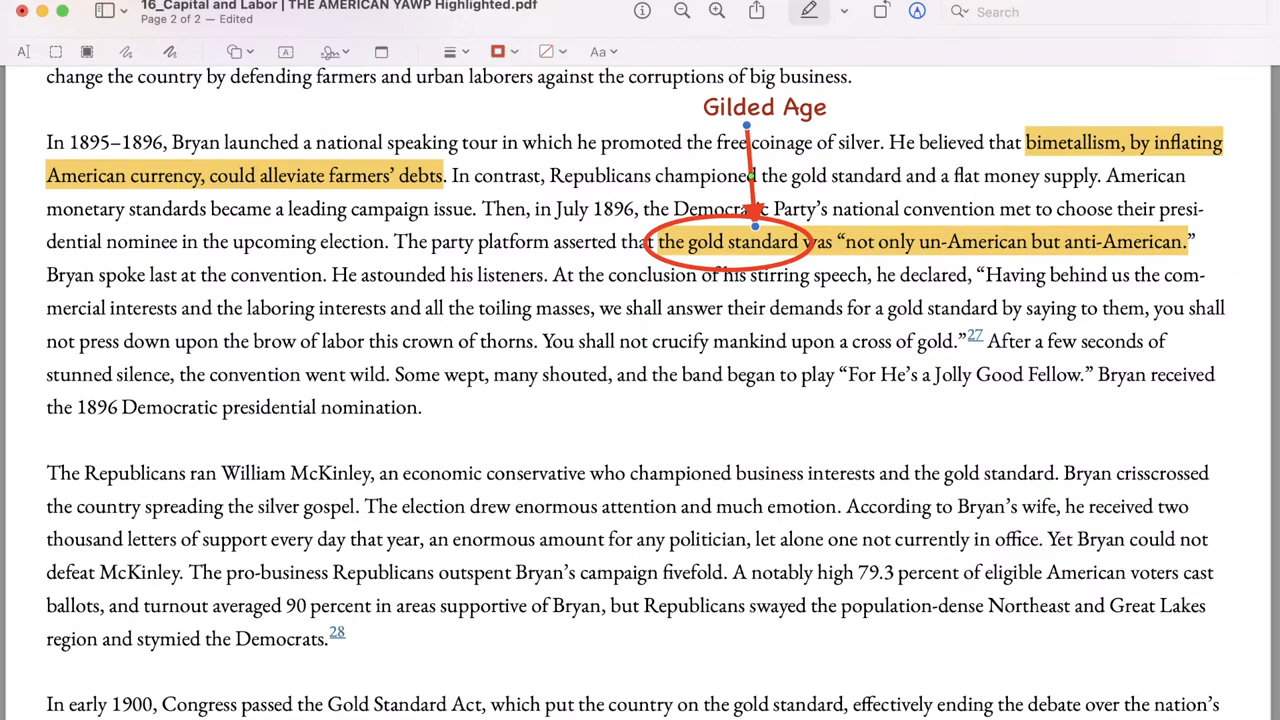 16_Capital and Labor | THE AMERICAN YAWP Highlighted.pdf
Page 2 of 2 — Edited
Search
Aa
change the country by defending farmers and urban laborers against the corruptions of big business.
Gilded Age
In 1895–1896, Bryan launched a national speaking tour in which he promoted the free coinage of silver. He believed that bimetallism, by inflating
American currency, could alleviate farmers’ debts. In contrast, Republicans championed the gold standard and a flat money supply. American
monetary standards became a leading campaign issue. Then, in July 1896, the Democratic Party’s national convention met to choose their presi-
dential nominee in the upcoming election. The party platform asserted that the gold standard was “not only un-American but anti-American.”
Bryan spoke last at the convention. He astounded his listeners. At the conclusion of his stirring speech, he declared, “Having behind us the com-
mercial interests and the laboring interests and all the toiling masses, we shall answer their demands for a gold standard by saying to them, you shall
not press down upon the brow of labor this crown of thorns. You shall not crucify mankind upon a cross of gold.”27 After a few seconds of
stunned silence, the convention went wild. Some wept, many shouted, and the band began to play “For He’s a Jolly Good Fellow.” Bryan received
the 1896 Democratic presidential nomination.
The Republicans ran William McKinley, an economic conservative who championed business interests and the gold standard. Bryan crisscrossed
the country spreading the silver gospel. The election drew enormous attention and much emotion. According to Bryan’s wife, he received two
thousand letters of support every day that year, an enormous amount for any politician, let alone one not currently in office. Yet Bryan could not
defeat McKinley. The pro-business Republicans outspent Bryan’s campaign fivefold. A notably high 79.3 percent of eligible American voters cast
ballots, and turnout averaged 90 percent in areas supportive of Bryan, but Republicans swayed the population-dense Northeast and Great Lakes
region and stymied the Democrats.28
In early 1900, Congress passed the Gold Standard Act, which put the country on the gold standard, effectively ending the debate over the nation’s